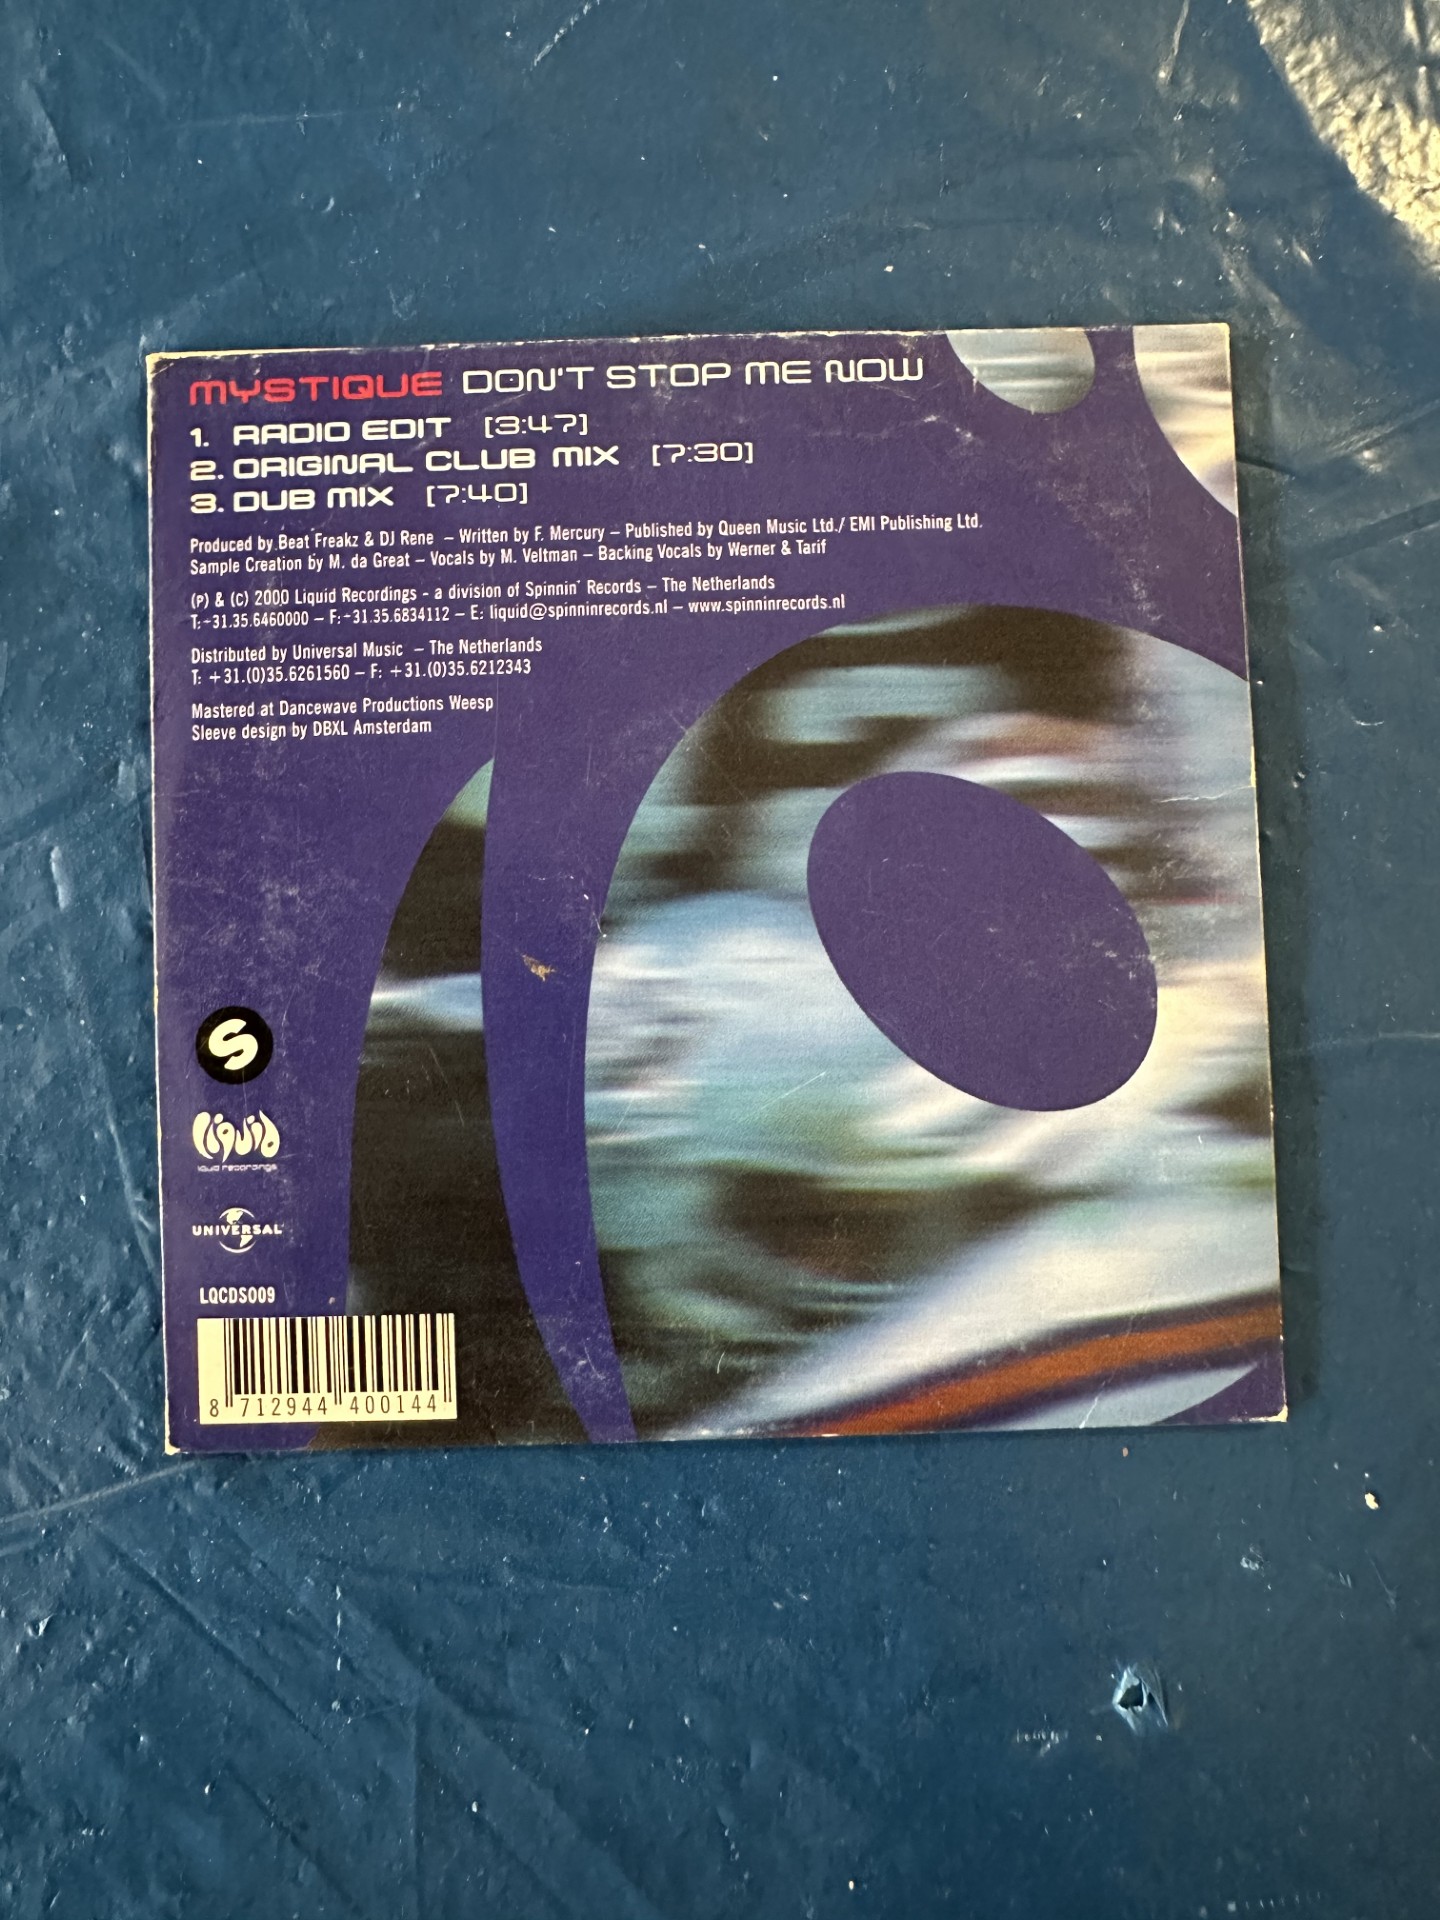 MYSTIQUE DON'T STOP ME NOW
1. RADIO EDIT [3:47]
2. ORIGINAL CLUB MIX [7:30]
3. DUB MIX [7:40]
Produced by Beat Freakz & DJ Rene – Written by F. Mercury – Published by Queen Music Ltd./ EMI Publishing Ltd.
Sample Creation by M. da Great – Vocals by M. Veltman – Backing Vocals by Werner & Tarif
(P) & (C) 2000 Liquid Recordings - a division of Spinnin' Records – The Netherlands
T:+31.35.6460000 – F:+31.35.6834112 – E: liquid@spinninrecords.nl – www.spinninrecords.nl
Distributed by Universal Music – The Netherlands
T: +31.(0)35.6261560 – F: +31.(0)35.6212343
Mastered at Dancewave Productions Weesp
Sleeve design by DBXL Amsterdam
S
liquid
liquid recordings
UNIVERSAL
LQCDS009
8 712944 400144